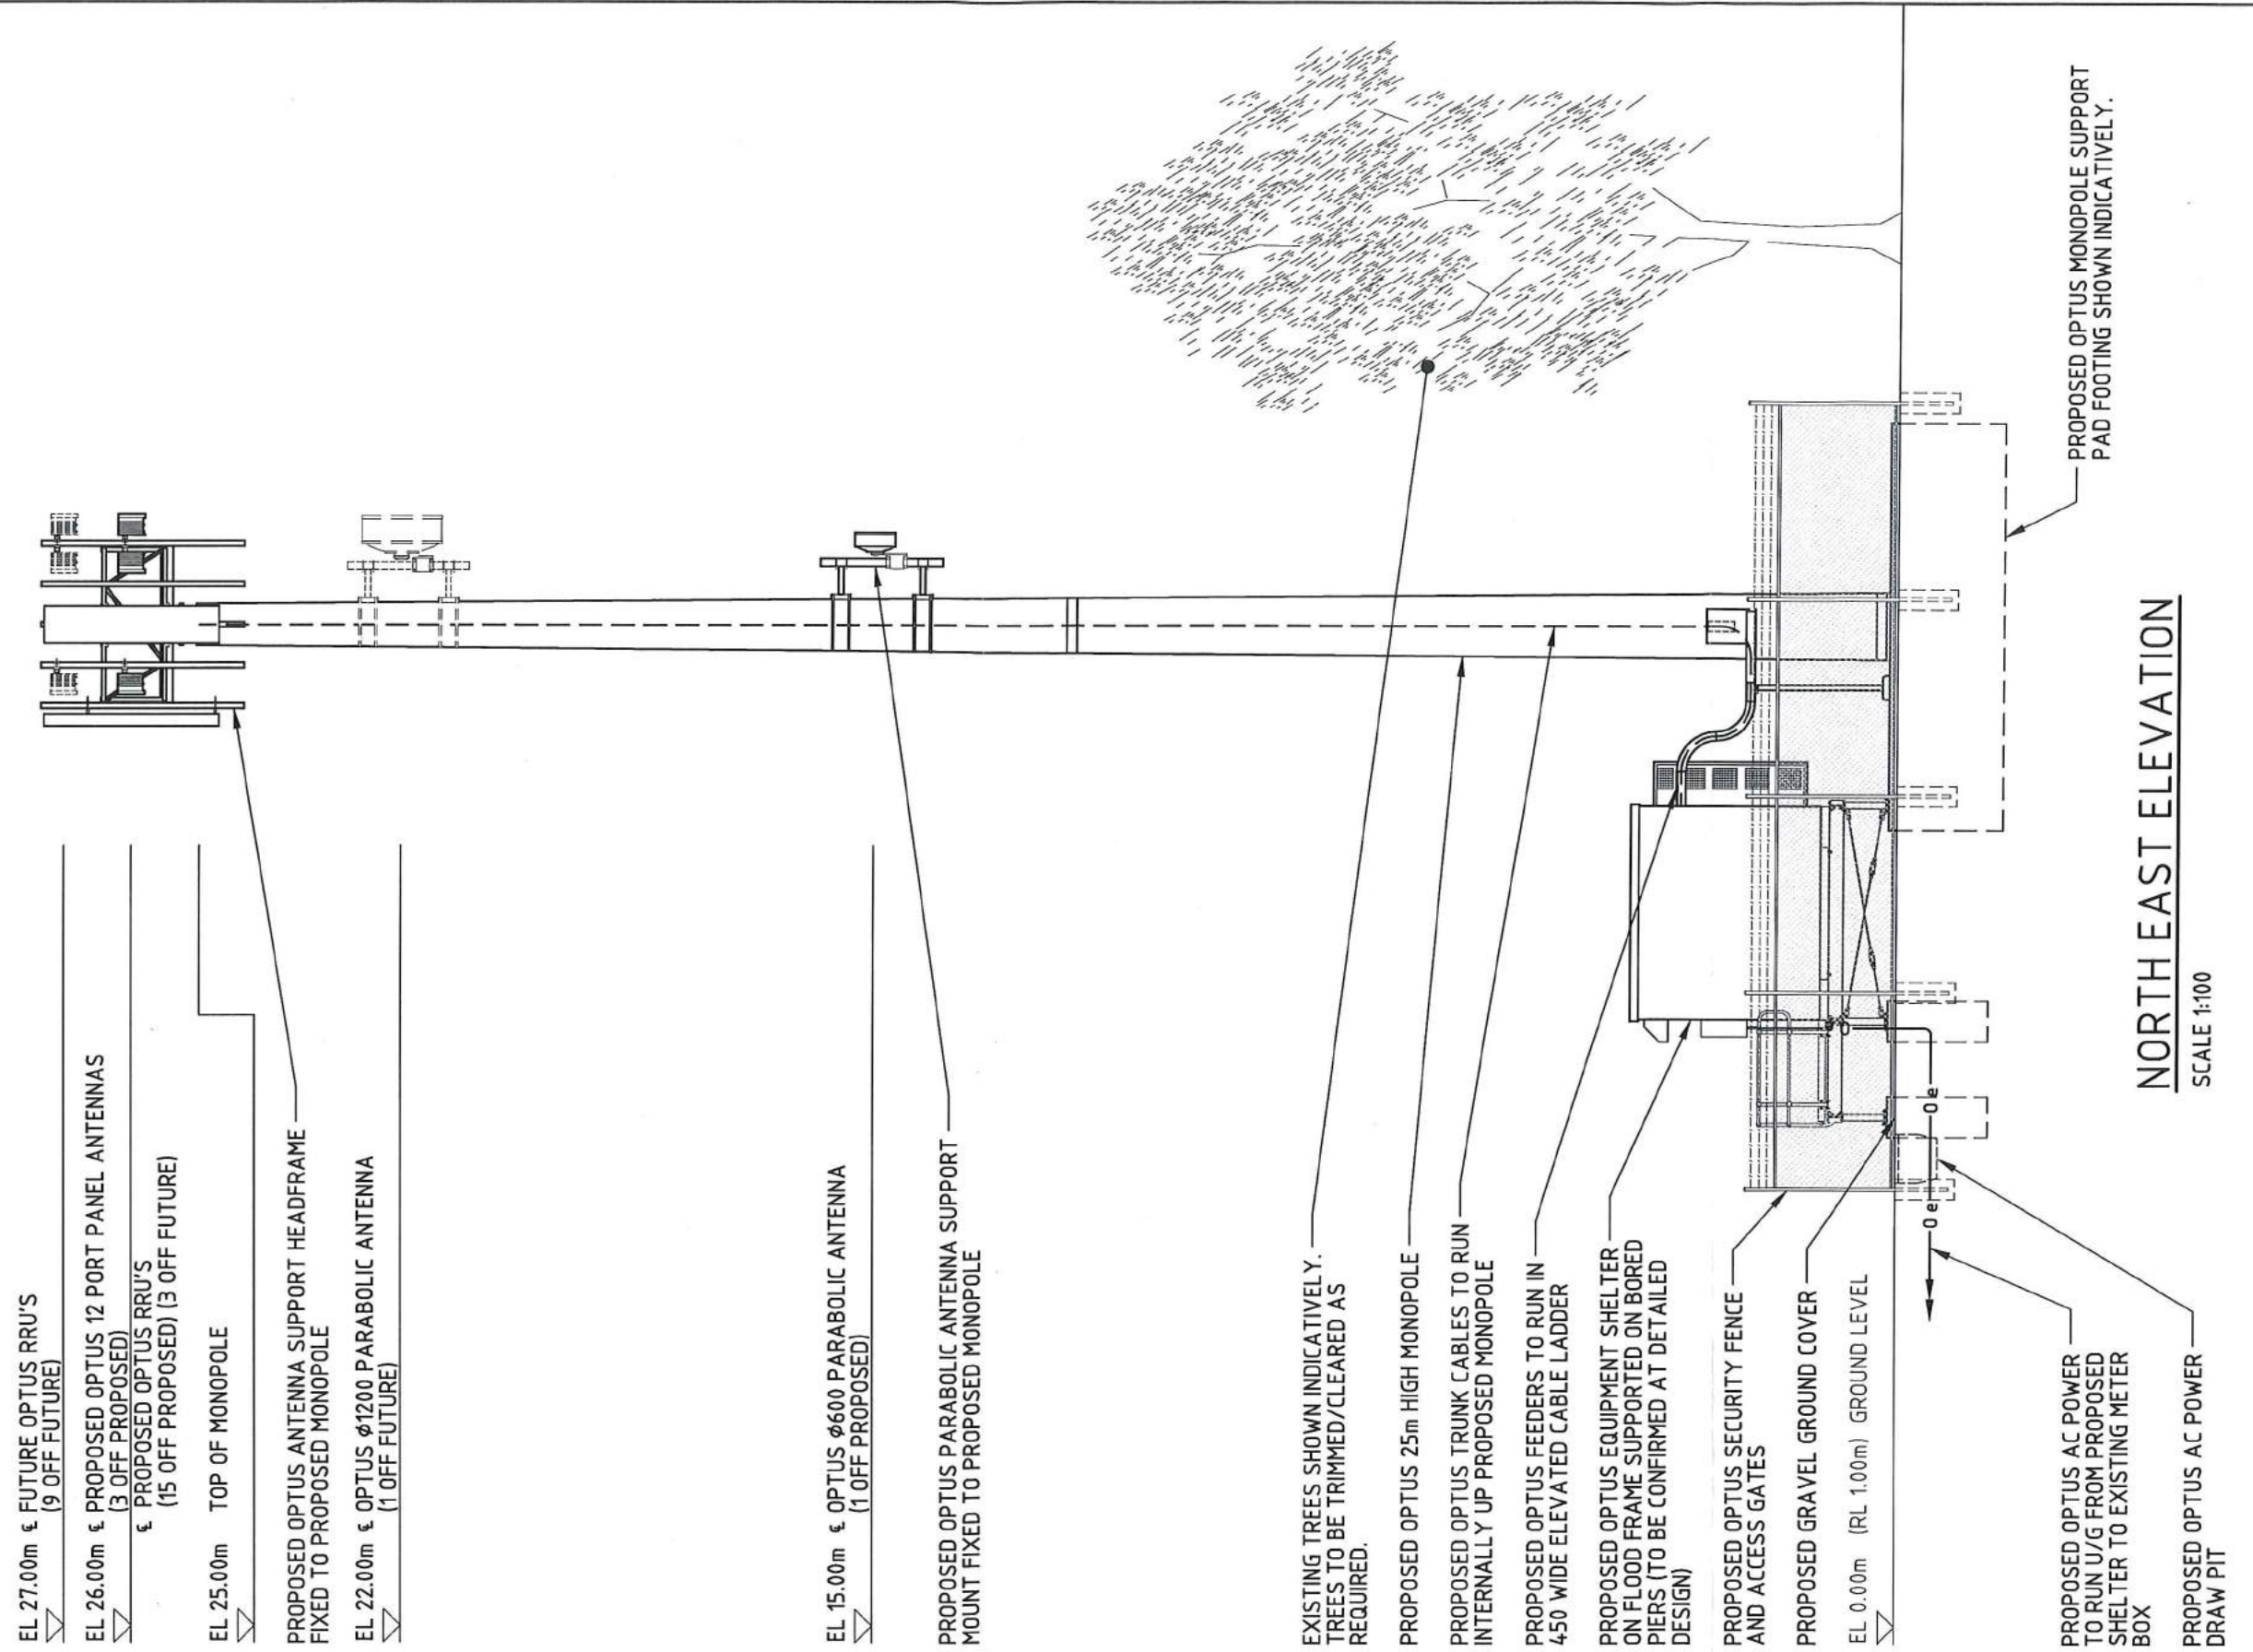 EL 27.00m ℄ FUTURE OPTUS RRU'S
(9 OFF FUTURE)
EL 26.00m ℄ PROPOSED OPTUS 12 PORT PANEL ANTENNAS
(3 OFF PROPOSED)
℄ PROPOSED OPTUS RRU'S
(15 OFF PROPOSED) (3 OFF FUTURE)
EL 25.00m TOP OF MONOPOLE
PROPOSED OPTUS ANTENNA SUPPORT HEADFRAME
FIXED TO PROPOSED MONOPOLE
EL 22.00m ℄ OPTUS ø1200 PARABOLIC ANTENNA
(1 OFF FUTURE)
EL 15.00m ℄ OPTUS ø600 PARABOLIC ANTENNA
(1 OFF PROPOSED)
PROPOSED OPTUS PARABOLIC ANTENNA SUPPORT
MOUNT FIXED TO PROPOSED MONOPOLE
EXISTING TREES SHOWN INDICATIVELY.
TREES TO BE TRIMMED/CLEARED AS
REQUIRED.
PROPOSED OPTUS 25m HIGH MONOPOLE
PROPOSED OPTUS TRUNK CABLES TO RUN
INTERNALLY UP PROPOSED MONOPOLE
PROPOSED OPTUS FEEDERS TO RUN IN
450 WIDE ELEVATED CABLE LADDER
PROPOSED OPTUS EQUIPMENT SHELTER
ON FLOOD FRAME SUPPORTED ON BORED
PIERS (TO BE CONFIRMED AT DETAILED
DESIGN)
PROPOSED OPTUS SECURITY FENCE
AND ACCESS GATES
PROPOSED GRAVEL GROUND COVER
EL 0.00m (RL 1.00m) GROUND LEVEL
Oe
Oe
PROPOSED OPTUS AC POWER
TO RUN U/G FROM PROPOSED
SHELTER TO EXISTING METER
BOX
PROPOSED OPTUS AC POWER
DRAW PIT
PROPOSED OPTUS MONOPOLE SUPPORT
PAD FOOTING SHOWN INDICATIVELY.
NORTH EAST ELEVATION
SCALE 1:100